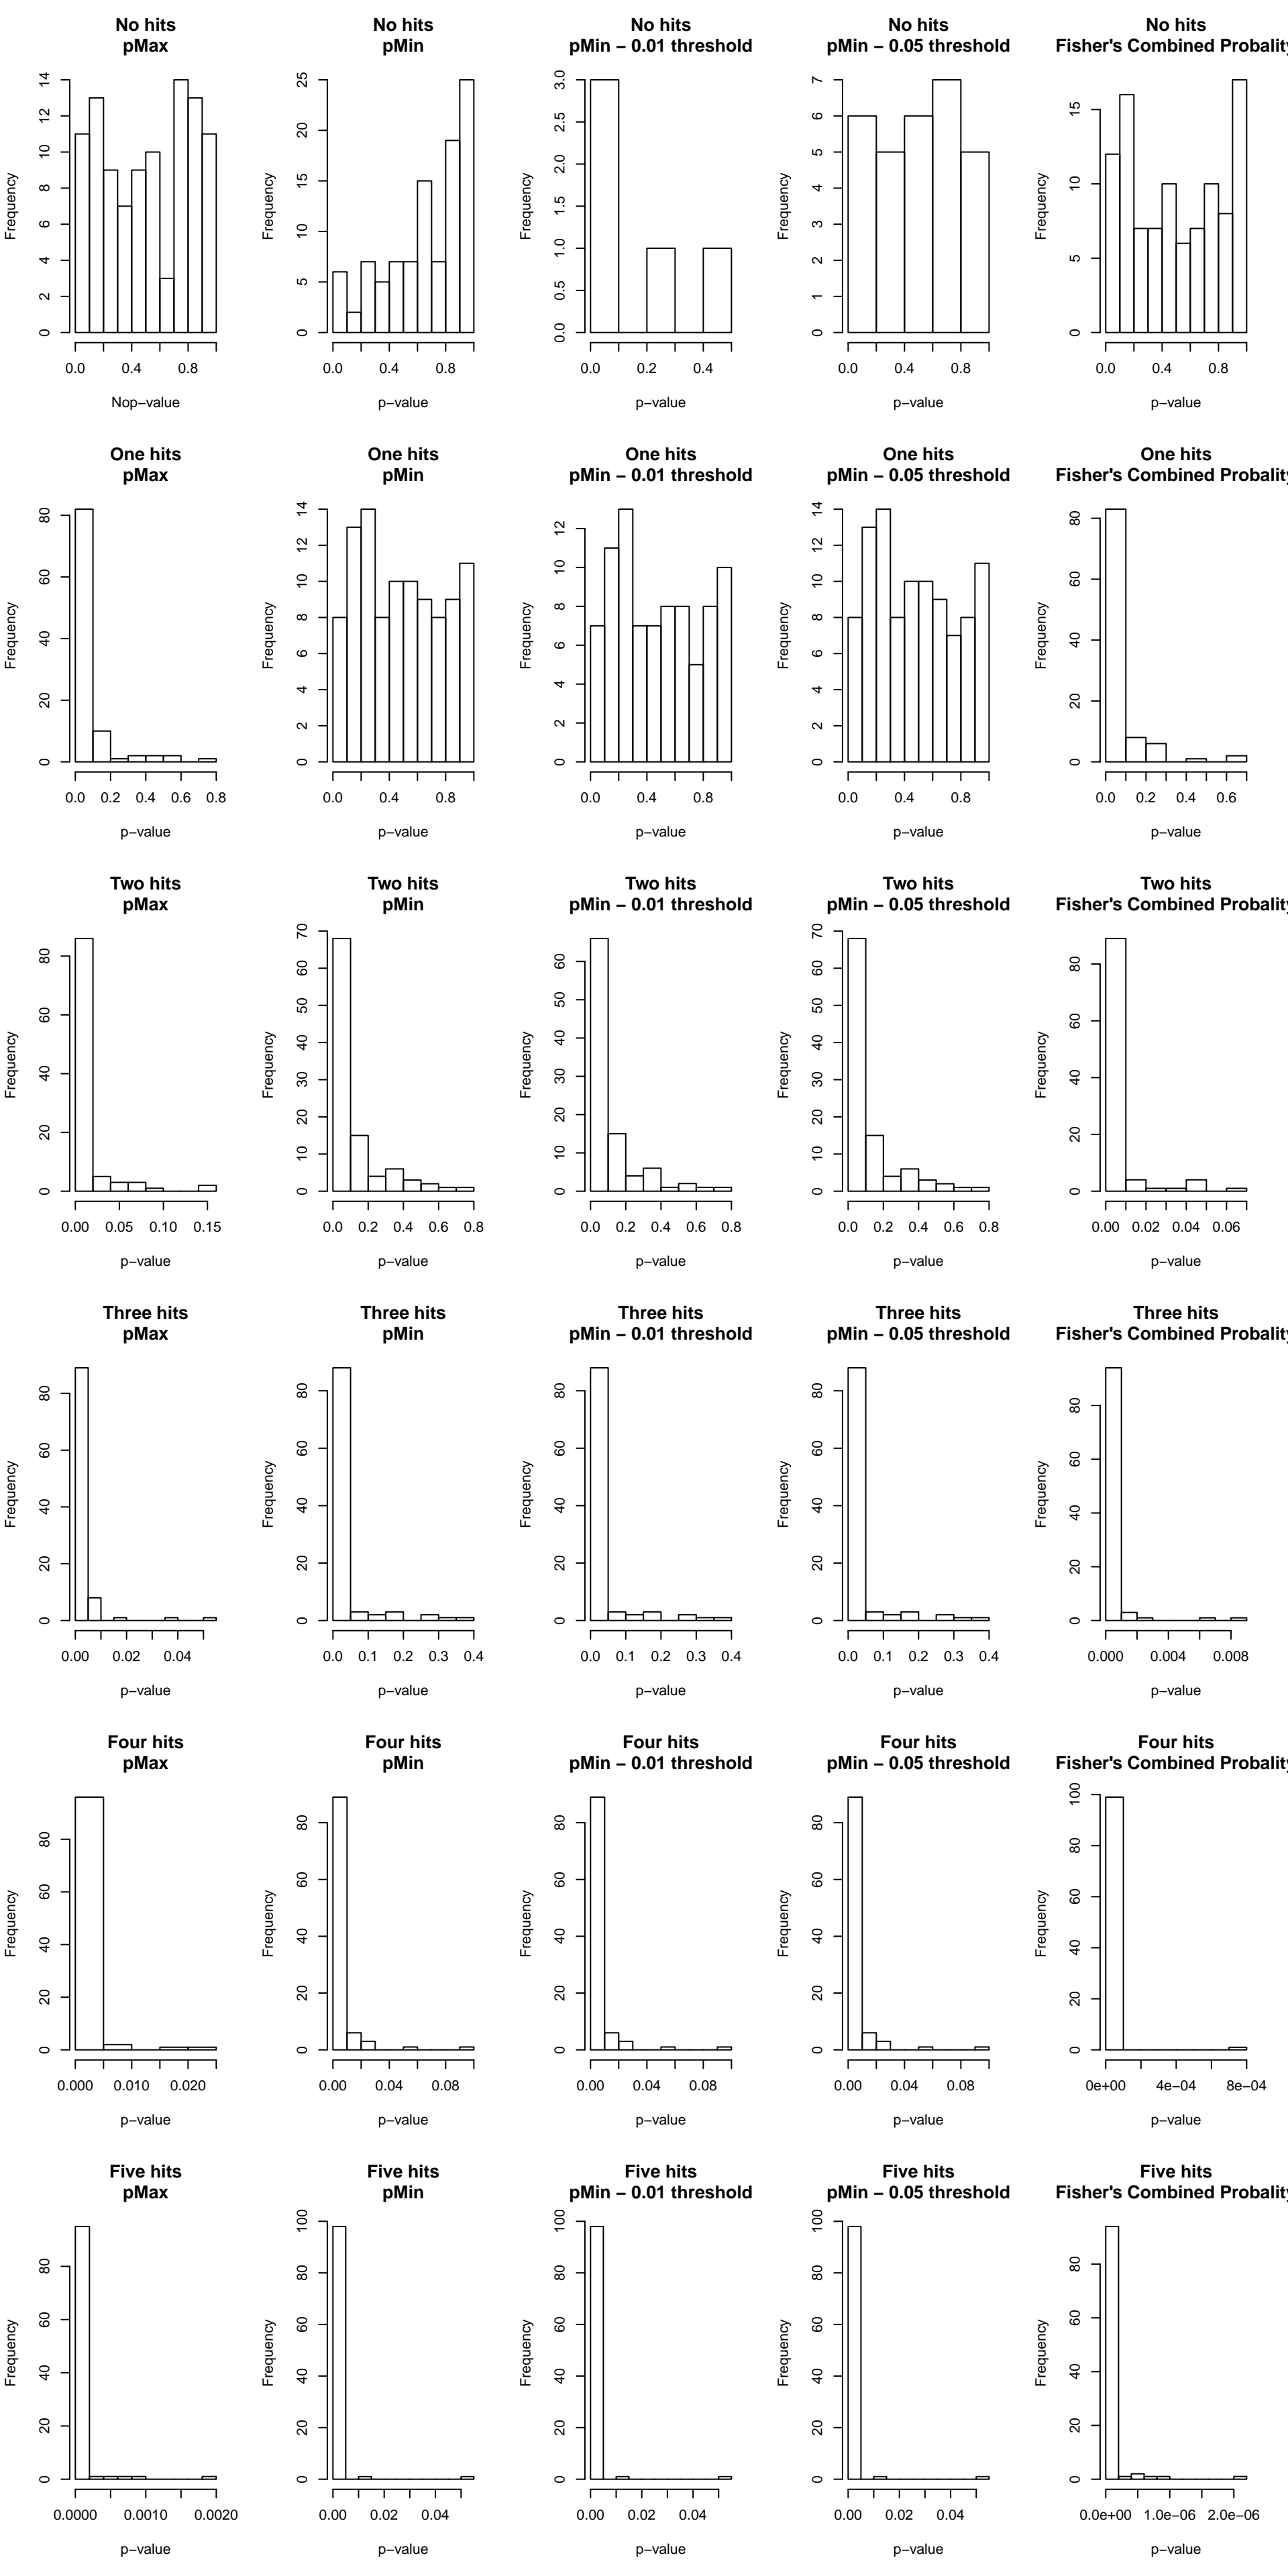 No hits
pMax
Frequency
0 2 4 6 8 10 12 14
0.0 0.4 0.8
Nop−value
No hits
pMin
Frequency
0 5 10 15 20 25
0.0 0.4 0.8
p−value
No hits
pMin − 0.01 threshold
Frequency
0.0 0.5 1.0 1.5 2.0 2.5 3.0
0.0 0.2 0.4
p−value
No hits
pMin − 0.05 threshold
Frequency
0 1 2 3 4 5 6 7
0.0 0.4 0.8
p−value
No hits
Fisher's Combined Probality
Frequency
0 5 10 15
0.0 0.4 0.8
p−value
One hits
pMax
Frequency
0 20 40 60 80
0.0 0.2 0.4 0.6 0.8
p−value
One hits
pMin
Frequency
0 2 4 6 8 10 12 14
0.0 0.4 0.8
p−value
One hits
pMin − 0.01 threshold
Frequency
0 2 4 6 8 10 12
0.0 0.4 0.8
p−value
One hits
pMin − 0.05 threshold
Frequency
0 2 4 6 8 10 12 14
0.0 0.4 0.8
p−value
One hits
Fisher's Combined Probality
Frequency
0 20 40 60 80
0.0 0.2 0.4 0.6
p−value
Two hits
pMax
Frequency
0 20 40 60 80
0.00 0.05 0.10 0.15
p−value
Two hits
pMin
Frequency
0 10 20 30 40 50 60 70
0.0 0.2 0.4 0.6 0.8
p−value
Two hits
pMin − 0.01 threshold
Frequency
0 10 20 30 40 50 60
0.0 0.2 0.4 0.6 0.8
p−value
Two hits
pMin − 0.05 threshold
Frequency
0 10 20 30 40 50 60 70
0.0 0.2 0.4 0.6 0.8
p−value
Two hits
Fisher's Combined Probality
Frequency
0 20 40 60 80
0.00 0.02 0.04 0.06
p−value
Three hits
pMax
Frequency
0 20 40 60 80
0.00 0.02 0.04
p−value
Three hits
pMin
Frequency
0 20 40 60 80
0.0 0.1 0.2 0.3 0.4
p−value
Three hits
pMin − 0.01 threshold
Frequency
0 20 40 60 80
0.0 0.1 0.2 0.3 0.4
p−value
Three hits
pMin − 0.05 threshold
Frequency
0 20 40 60 80
0.0 0.1 0.2 0.3 0.4
p−value
Three hits
Fisher's Combined Probality
Frequency
0 20 40 60 80
0.000 0.004 0.008
p−value
Four hits
pMax
Frequency
0 20 40 60 80
0.000 0.010 0.020
p−value
Four hits
pMin
Frequency
0 20 40 60 80
0.00 0.04 0.08
p−value
Four hits
pMin − 0.01 threshold
Frequency
0 20 40 60 80
0.00 0.04 0.08
p−value
Four hits
pMin − 0.05 threshold
Frequency
0 20 40 60 80
0.00 0.04 0.08
p−value
Four hits
Fisher's Combined Probality
Frequency
0 20 40 60 80 100
0e+00 4e−04 8e−04
p−value
Five hits
pMax
Frequency
0 20 40 60 80
0.0000 0.0010 0.0020
p−value
Five hits
pMin
Frequency
0 20 40 60 80 100
0.00 0.02 0.04
p−value
Five hits
pMin − 0.01 threshold
Frequency
0 20 40 60 80 100
0.00 0.02 0.04
p−value
Five hits
pMin − 0.05 threshold
Frequency
0 20 40 60 80 100
0.00 0.02 0.04
p−value
Five hits
Fisher's Combined Probality
Frequency
0 20 40 60 80
0.0e+00 1.0e−06 2.0e−06
p−value